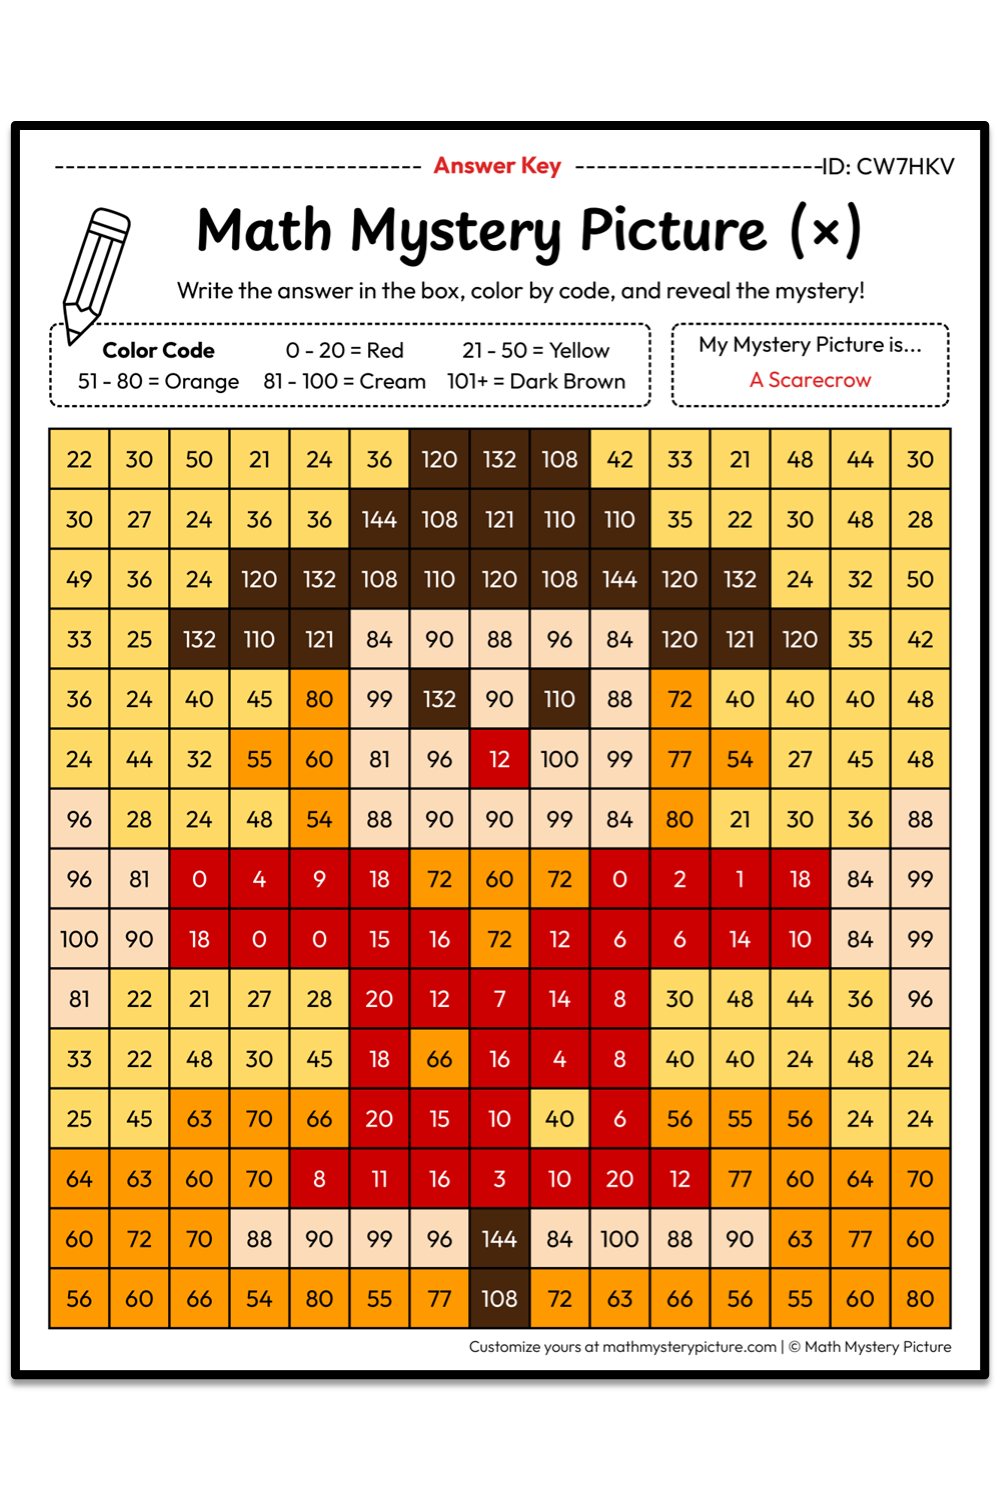 Answer Key
ID: CW7HKV
Math Mystery Picture (×)
Write the answer in the box, color by code, and reveal the mystery!
Color Code 0 - 20 = Red 21 - 50 = Yellow
51 - 80 = Orange 81 - 100 = Cream 101+ = Dark Brown
My Mystery Picture is...
A Scarecrow
22 30 50 21 24 36 120 132 108 42 33 21 48 44 30
30 27 24 36 36 144 108 121 110 110 35 22 30 48 28
49 36 24 120 132 108 110 120 108 144 120 132 24 32 50
33 25 132 110 121 84 90 88 96 84 120 121 120 35 42
36 24 40 45 80 99 132 90 110 88 72 40 40 40 48
24 44 32 55 60 81 96 12 100 99 77 54 27 45 48
96 28 24 48 54 88 90 90 99 84 80 21 30 36 88
96 81 0 4 9 18 72 60 72 0 2 1 18 84 99
100 90 18 0 0 15 16 72 12 6 6 14 10 84 99
81 22 21 27 28 20 12 7 14 8 30 48 44 36 96
33 22 48 30 45 18 66 16 4 8 40 40 24 48 24
25 45 63 70 66 20 15 10 40 6 56 55 56 24 24
64 63 60 70 8 11 16 3 10 20 12 77 60 64 70
60 72 70 88 90 99 96 144 84 100 88 90 63 77 60
56 60 66 54 80 55 77 108 72 63 66 56 55 60 80
Customize yours at mathmysterypicture.com | © Math Mystery Picture